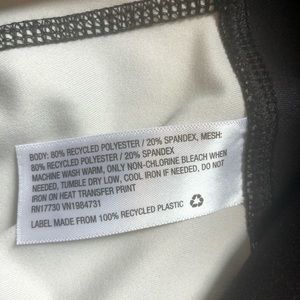 BODY: 80% RECYCLED POLYESTER / 20% SPANDEX, MESH:
80% RECYCLED POLYESTER / 20% SPANDEX
MACHINE WASH WARM, ONLY NON-CHLORINE BLEACH WHEN
NEEDED, TUMBLE DRY LOW, COOL IRON IF NEEDED, DO NOT
IRON ON HEAT TRANSFER PRINT
RN17730 VN1984731
LABEL MADE FROM 100% RECYCLED PLASTIC